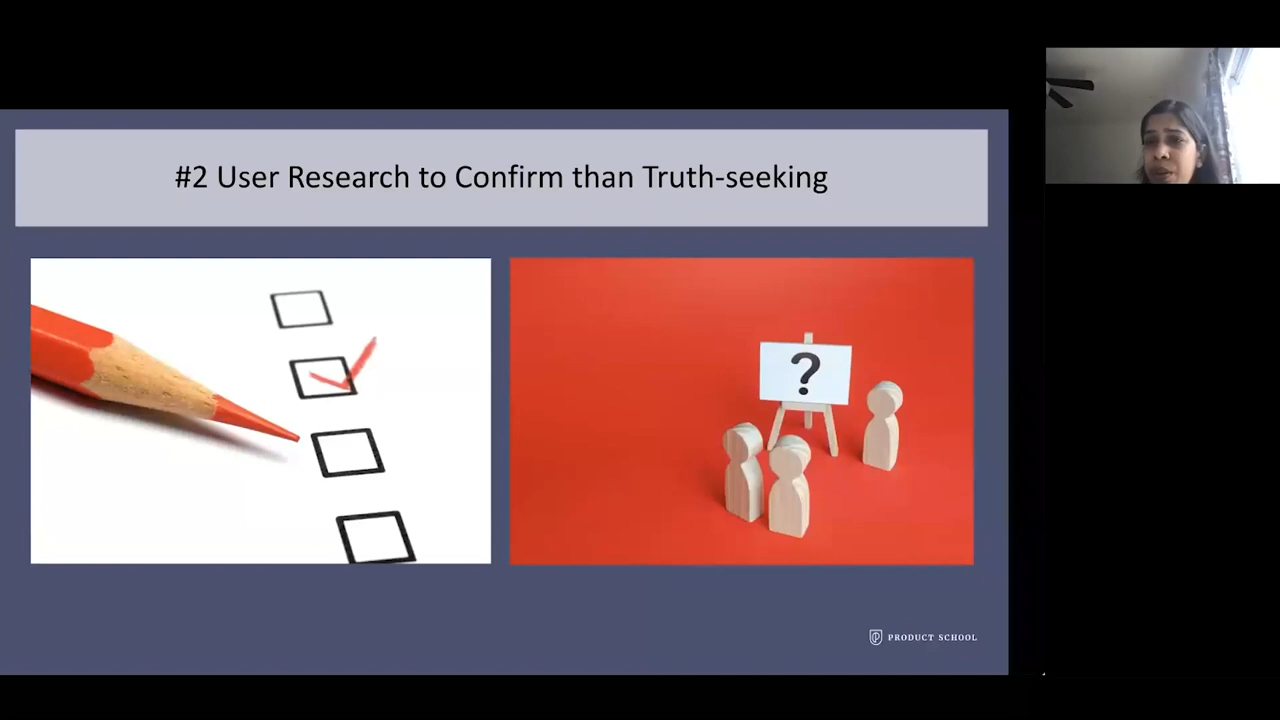 #2 User Research to Confirm than Truth-seeking
?
PRODUCT SCHOOL